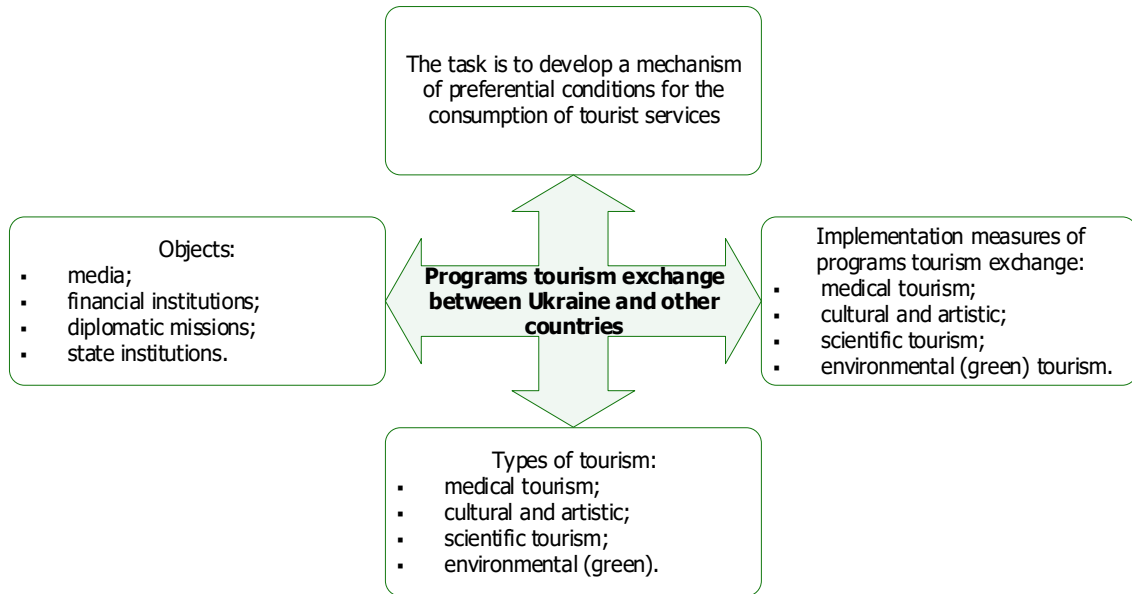 The task is to develop a mechanism
of preferential conditions for the
consumption of tourist services
Objects:
▪ media;
▪ financial institutions;
▪ diplomatic missions;
▪ state institutions.
Programs tourism exchange
between Ukraine and other
countries
Implementation measures of
programs tourism exchange:
▪ medical tourism;
▪ cultural and artistic;
▪ scientific tourism;
▪ environmental (green) tourism.
Types of tourism:
▪ medical tourism;
▪ cultural and artistic;
▪ scientific tourism;
▪ environmental (green).